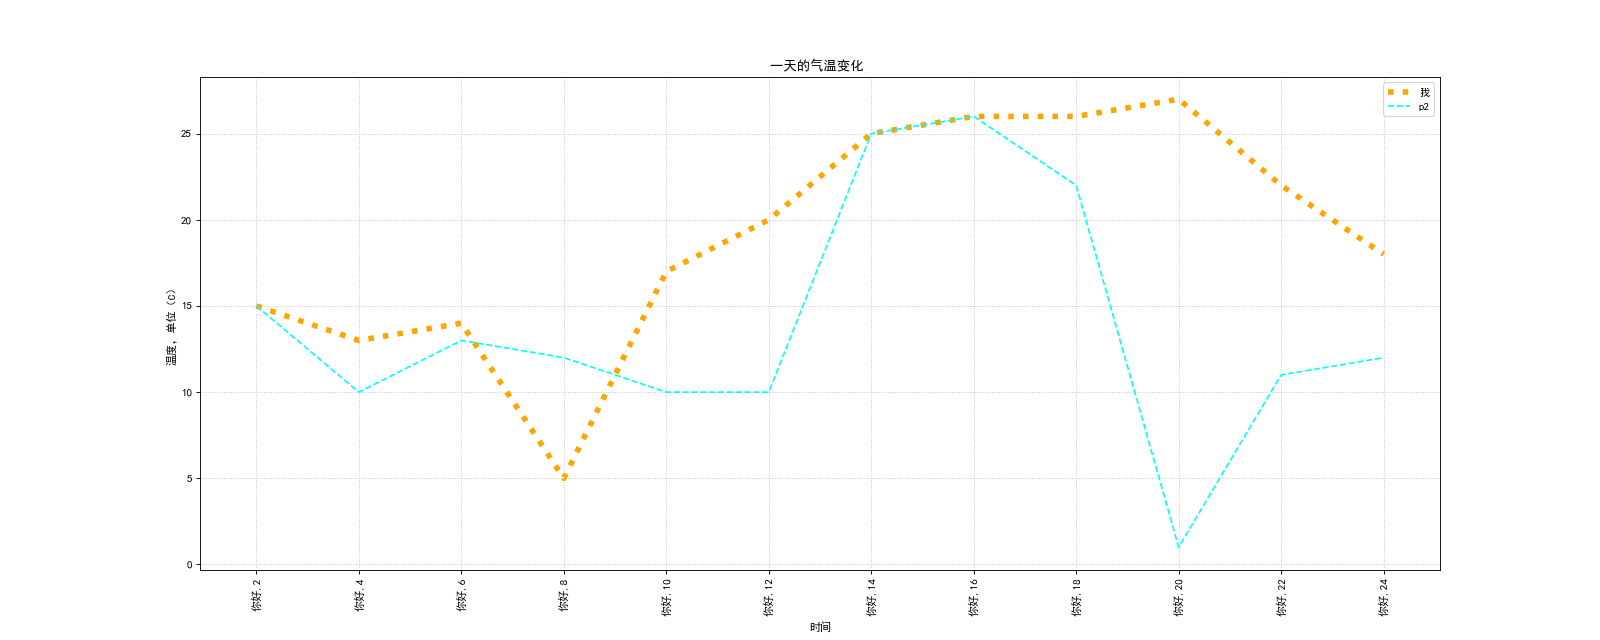 一天的气温变化
我
p2
温度，单位（C）
25
20
15
10
5
0
你好, 2
你好, 4
你好, 6
你好, 8
你好, 10
你好, 12
你好, 14
你好, 16
你好, 18
你好, 20
你好, 22
你好, 24
时间